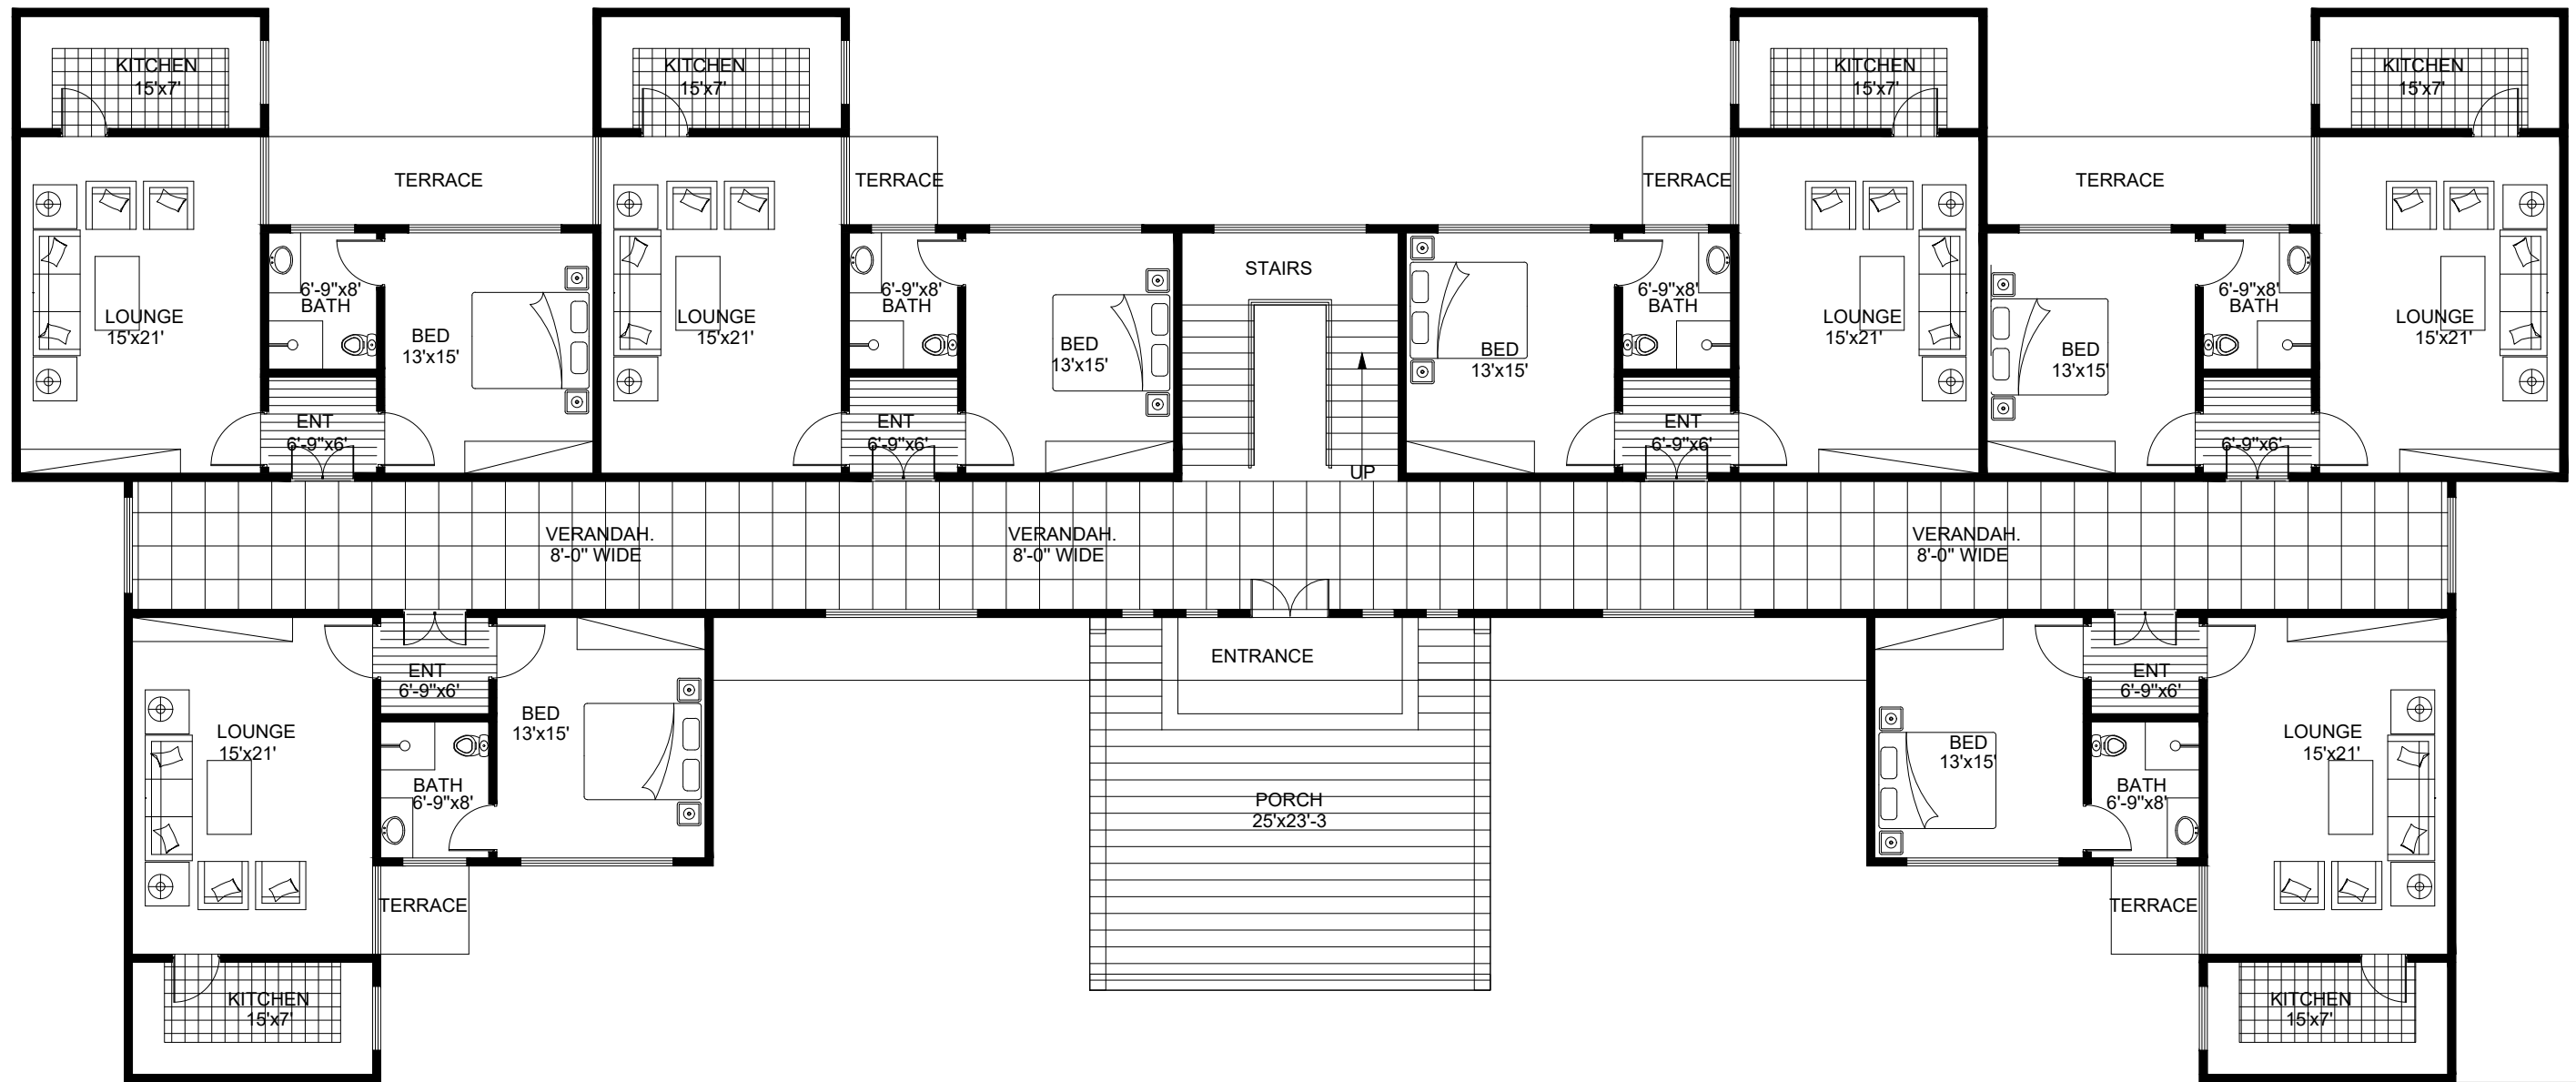 KITCHEN
15'x7'
KITCHEN
15'x7'
KITCHEN
15'x7'
KITCHEN
15'x7'
TERRACE
TERRACE
TERRACE
TERRACE
LOUNGE
15'x21'
6'-9"x8'
BATH
BED
13'x15'
LOUNGE
15'x21'
6'-9"x8'
BATH
BED
13'x15'
STAIRS
UP
BED
13'x15'
6'-9"x8'
BATH
LOUNGE
15'x21'
BED
13'x15'
6'-9"x8'
BATH
LOUNGE
15'x21'
ENT
6'-9"x6'
ENT
6'-9"x6'
ENT
6'-9"x6'
6'-9"x6'
VERANDAH.
8'-0" WIDE
VERANDAH.
8'-0" WIDE
VERANDAH.
8'-0" WIDE
ENT
6'-9"x6'
ENTRANCE
ENT
6'-9"x6'
LOUNGE
15'x21'
BED
13'x15'
BATH
6'-9"x8'
PORCH
25'x23'-3
BED
13'x15'
BATH
6'-9"x8'
LOUNGE
15'x21'
TERRACE
TERRACE
KITCHEN
15'x7'
KITCHEN
15'x7'